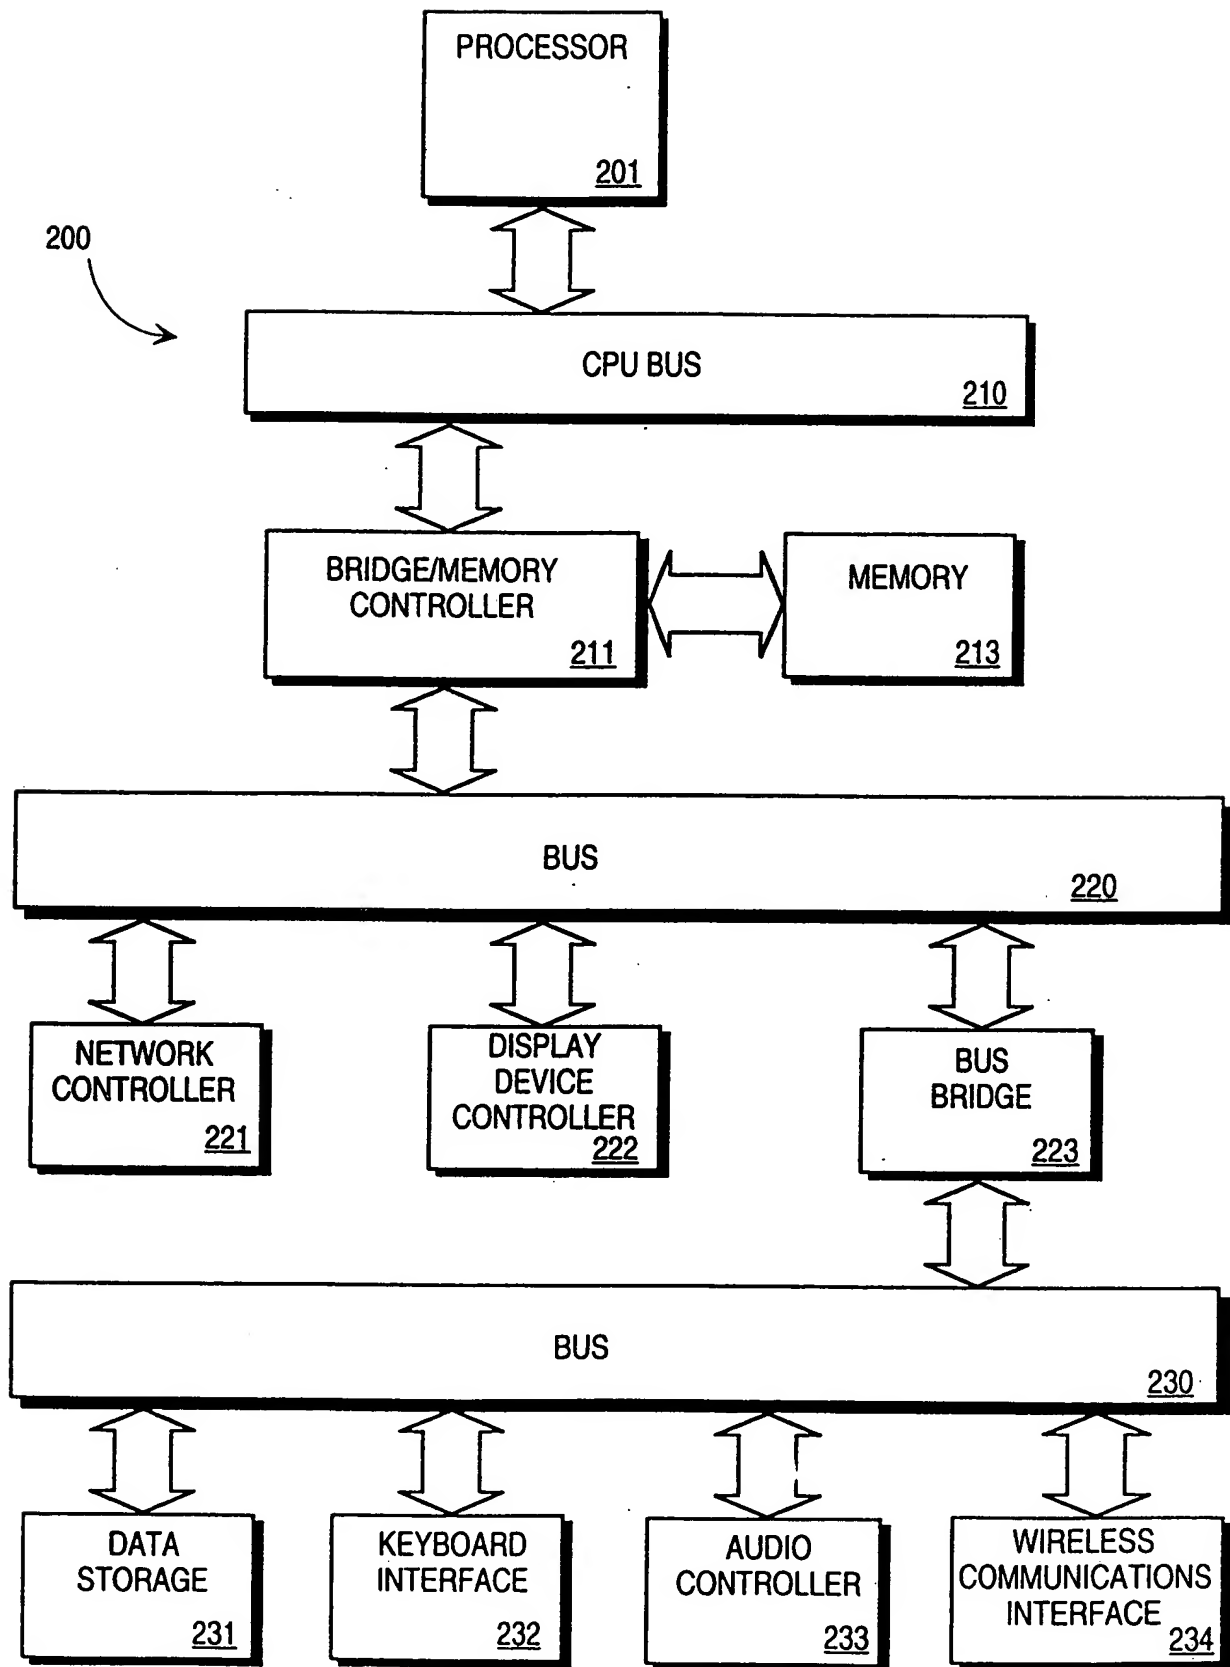 PROCESSOR
201
200
CPU BUS
210
BRIDGE/MEMORY
CONTROLLER
211
MEMORY
213
BUS
220
NETWORK
CONTROLLER
221
DISPLAY
DEVICE
CONTROLLER
222
BUS
BRIDGE
223
BUS
230
DATA
STORAGE
231
KEYBOARD
INTERFACE
232
AUDIO
CONTROLLER
233
WIRELESS
COMMUNICATIONS
INTERFACE
234